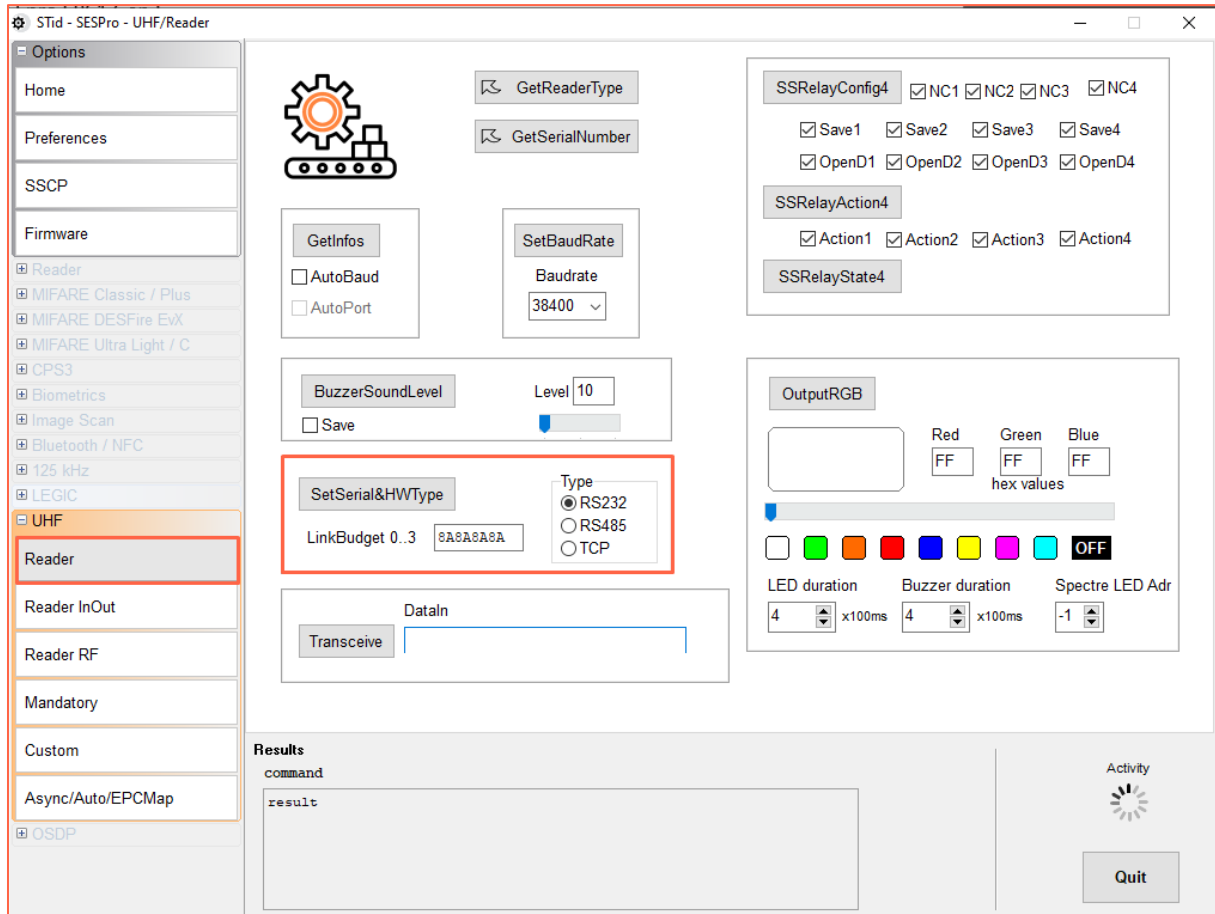 STid - SESPro - UHF/Reader
Options
Home
Preferences
SSCP
Firmware
Reader
MIFARE Classic / Plus
MIFARE DESFire EvX
MIFARE Ultra Light / C
CPS3
Biometrics
Image Scan
Bluetooth / NFC
125 kHz
LEGIC
UHF
Reader
Reader InOut
Reader RF
Mandatory
Custom
Async/Auto/EPCMap
OSDP
GetReaderType
GetSerialNumber
GetInfos
AutoBaud
AutoPort
SetBaudRate
Baudrate
38400
BuzzerSoundLevel
Level 10
Save
SetSerial&HWType
LinkBudget 0..3 8A8A8A8A
Type
RS232
RS485
TCP
DataIn
Transceive
SSRelayConfig4 NC1 NC2 NC3 NC4
Save1 Save2 Save3 Save4
OpenD1 OpenD2 OpenD3 OpenD4
SSRelayAction4
Action1 Action2 Action3 Action4
SSRelayState4
OutputRGB
Red Green Blue
FF FF FF
hex values
OFF
LED duration Buzzer duration Spectre LED Adr
4 x100ms 4 x100ms -1
Results
command
result
Activity
Quit